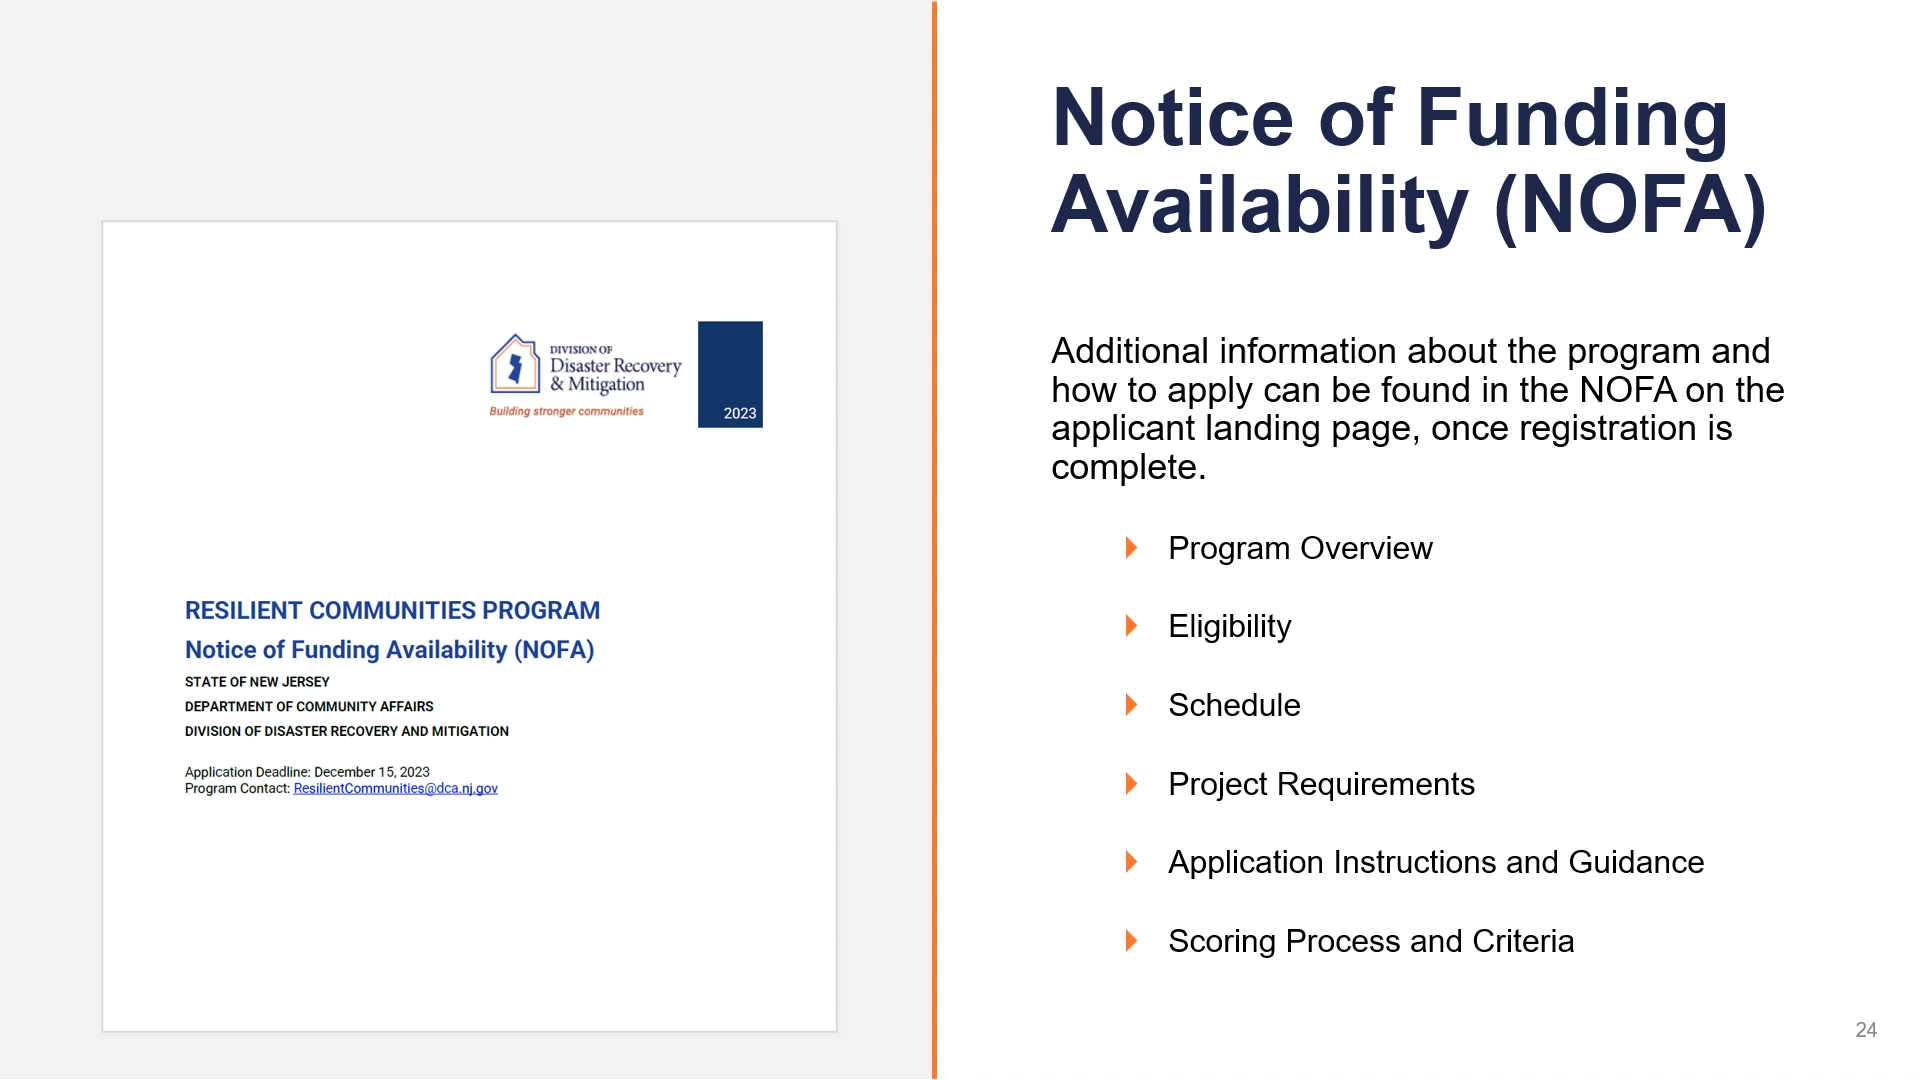 DIVISION OF
Disaster Recovery
& Mitigation
Building stronger communities
2023
RESILIENT COMMUNITIES PROGRAM
Notice of Funding Availability (NOFA)
STATE OF NEW JERSEY
DEPARTMENT OF COMMUNITY AFFAIRS
DIVISION OF DISASTER RECOVERY AND MITIGATION
Application Deadline: December 15, 2023
Program Contact: ResilientCommunities@dca.nj.gov
Notice of Funding
Availability (NOFA)
Additional information about the program and
how to apply can be found in the NOFA on the
applicant landing page, once registration is
complete.
Program Overview
Eligibility
Schedule
Project Requirements
Application Instructions and Guidance
Scoring Process and Criteria
24